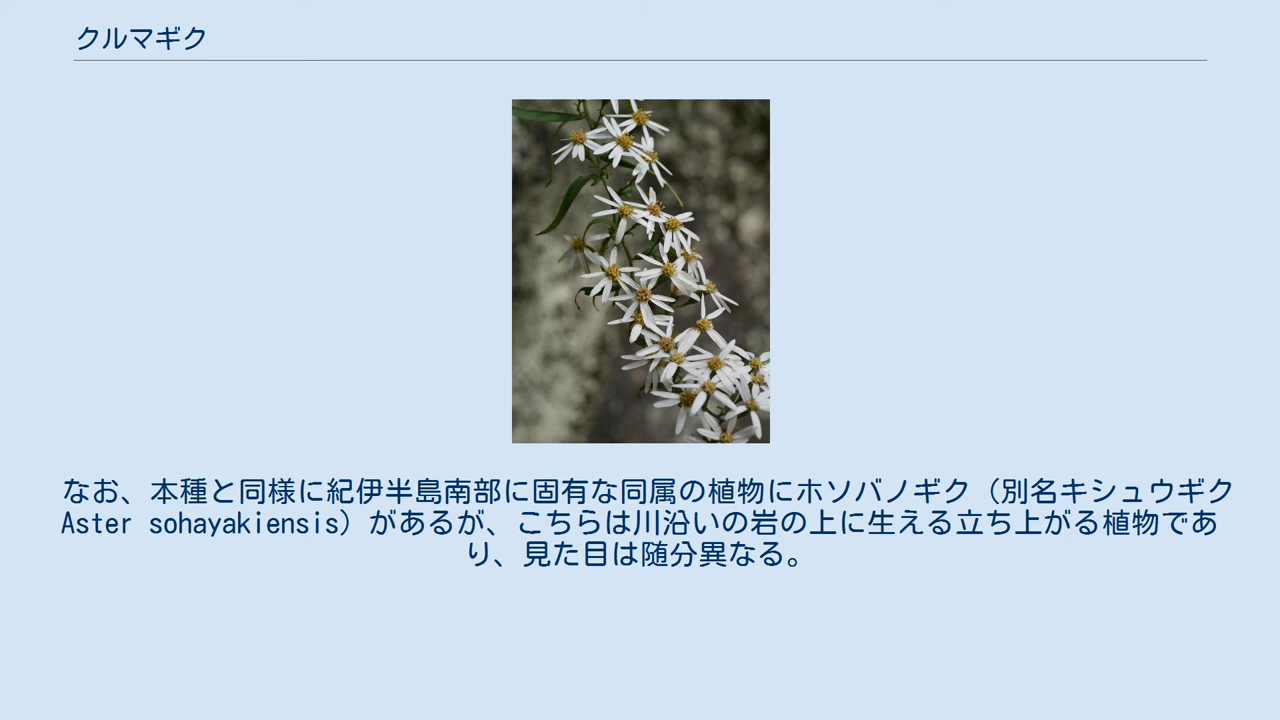 クルマギク
なお、本種と同様に紀伊半島南部に固有な同属の植物にホソバノギク（別名キシュウギク
Aster sohayakiensis）があるが、こちらは川沿いの岩の上に生える立ち上がる植物であ
り、見た目は随分異なる。